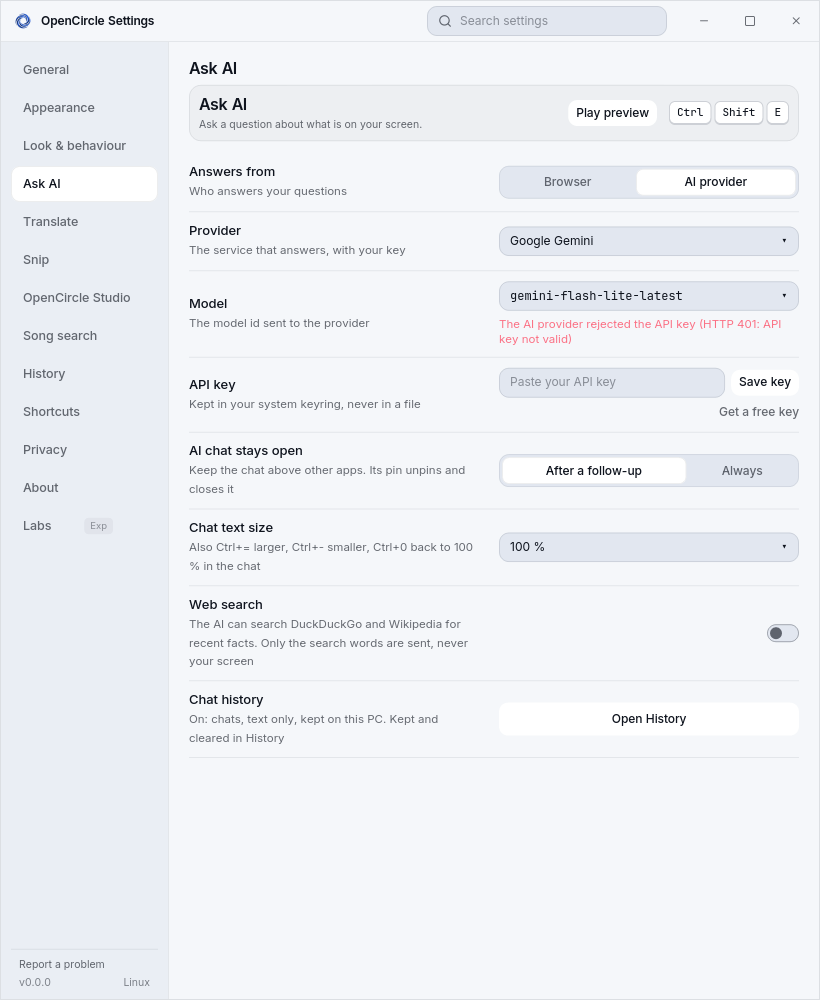 OpenCircle Settings
Search settings
General
Appearance
Look & behaviour
Ask AI
Translate
Snip
OpenCircle Studio
Song search
History
Shortcuts
Privacy
About
Labs Exp
Report a problem
v0.0.0 Linux
Ask AI
Ask AI
Ask a question about what is on your screen.
Play preview Ctrl Shift E
Answers from
Who answers your questions
Browser AI provider
Provider
The service that answers, with your key
Google Gemini
Model
The model id sent to the provider
gemini-flash-lite-latest
The AI provider rejected the API key (HTTP 401: API
key not valid)
API key
Kept in your system keyring, never in a file
Paste your API key Save key
Get a free key
AI chat stays open
Keep the chat above other apps. Its pin unpins and
closes it
After a follow-up Always
Chat text size
Also Ctrl+= larger, Ctrl+- smaller, Ctrl+0 back to 100
% in the chat
100 %
Web search
The AI can search DuckDuckGo and Wikipedia for
recent facts. Only the search words are sent, never
your screen
Chat history
On: chats, text only, kept on this PC. Kept and
cleared in History
Open History